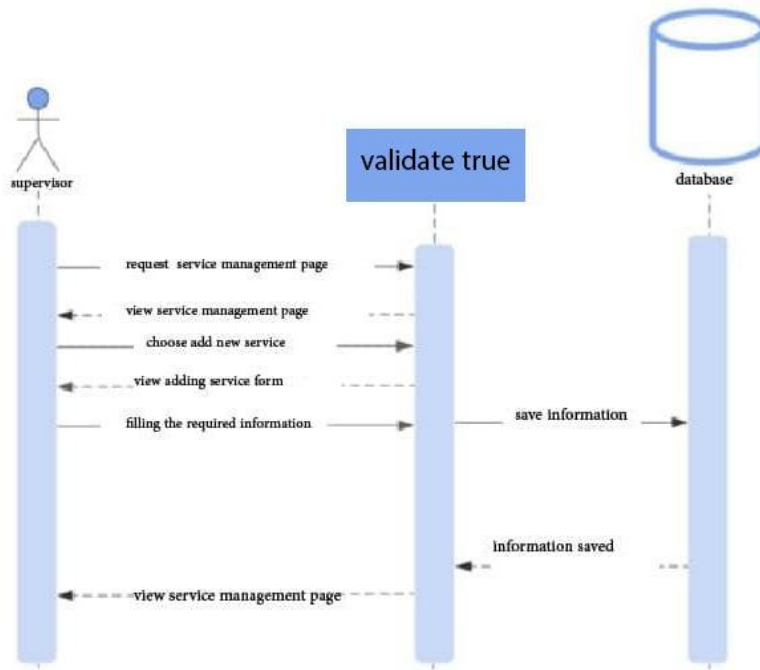 validate true
supervisor
database
request service management page
view service management page
choose add new service
view adding service form
filling the required information
save information
information saved
view service management page